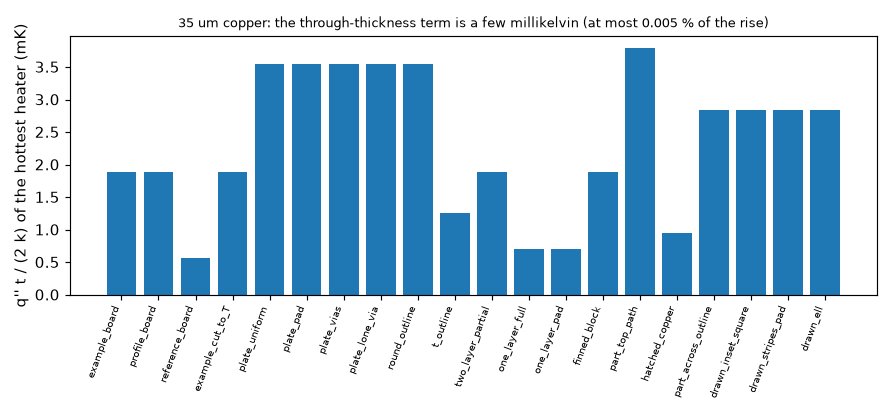 35 um copper: the through-thickness term is a few millikelvin (at most 0.005 % of the rise)
q'' t / (2 k) of the hottest heater (mK)
3.5
3.0
2.5
2.0
1.5
1.0
0.5
0.0
example_board
profile_board
reference_board
example_cut_to_T
plate_uniform
plate_pad
plate_vias
plate_lone_via
round_outline
t_outline
two_layer_partial
one_layer_full
one_layer_pad
finned_block
part_top_path
hatched_copper
part_across_outline
drawn_inset_square
drawn_stripes_pad
drawn_ell